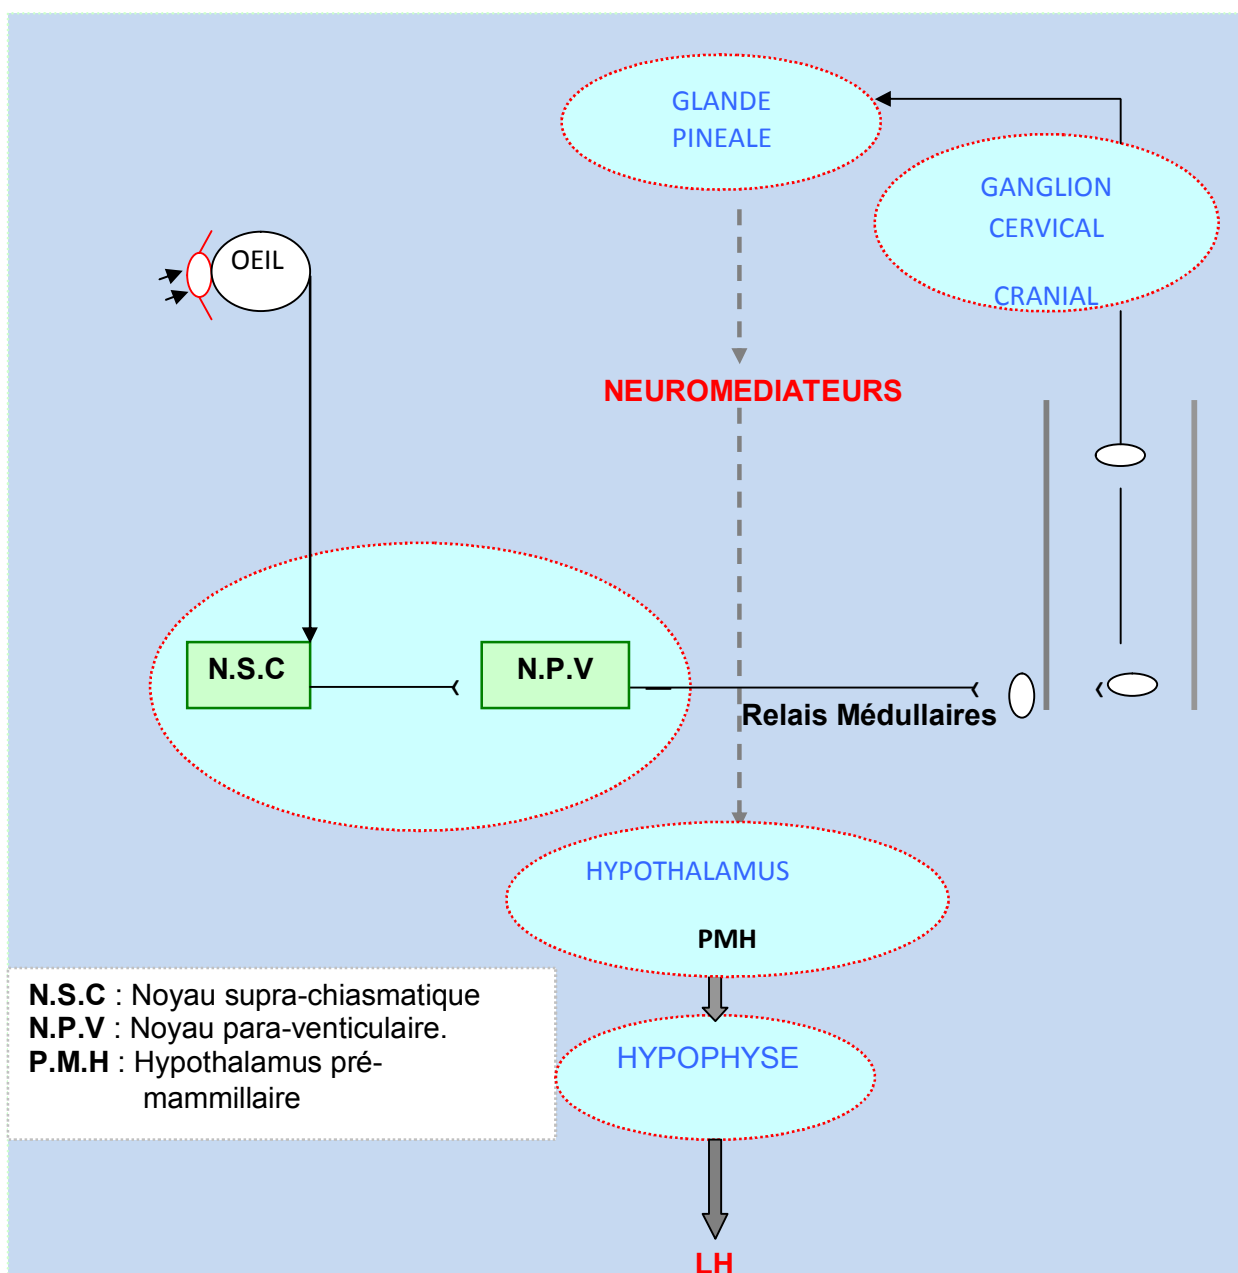 GLANDE
PINEALE
GANGLION
CERVICAL
CRANIAL
OEIL
NEUROMEDIATEURS
N.S.C
N.P.V
Relais Médullaires
HYPOTHALAMUS
PMH
N.S.C : Noyau supra-chiasmatique
N.P.V : Noyau para-venticulaire.
P.M.H : Hypothalamus pré-
mammillaire
HYPOPHYSE
LH